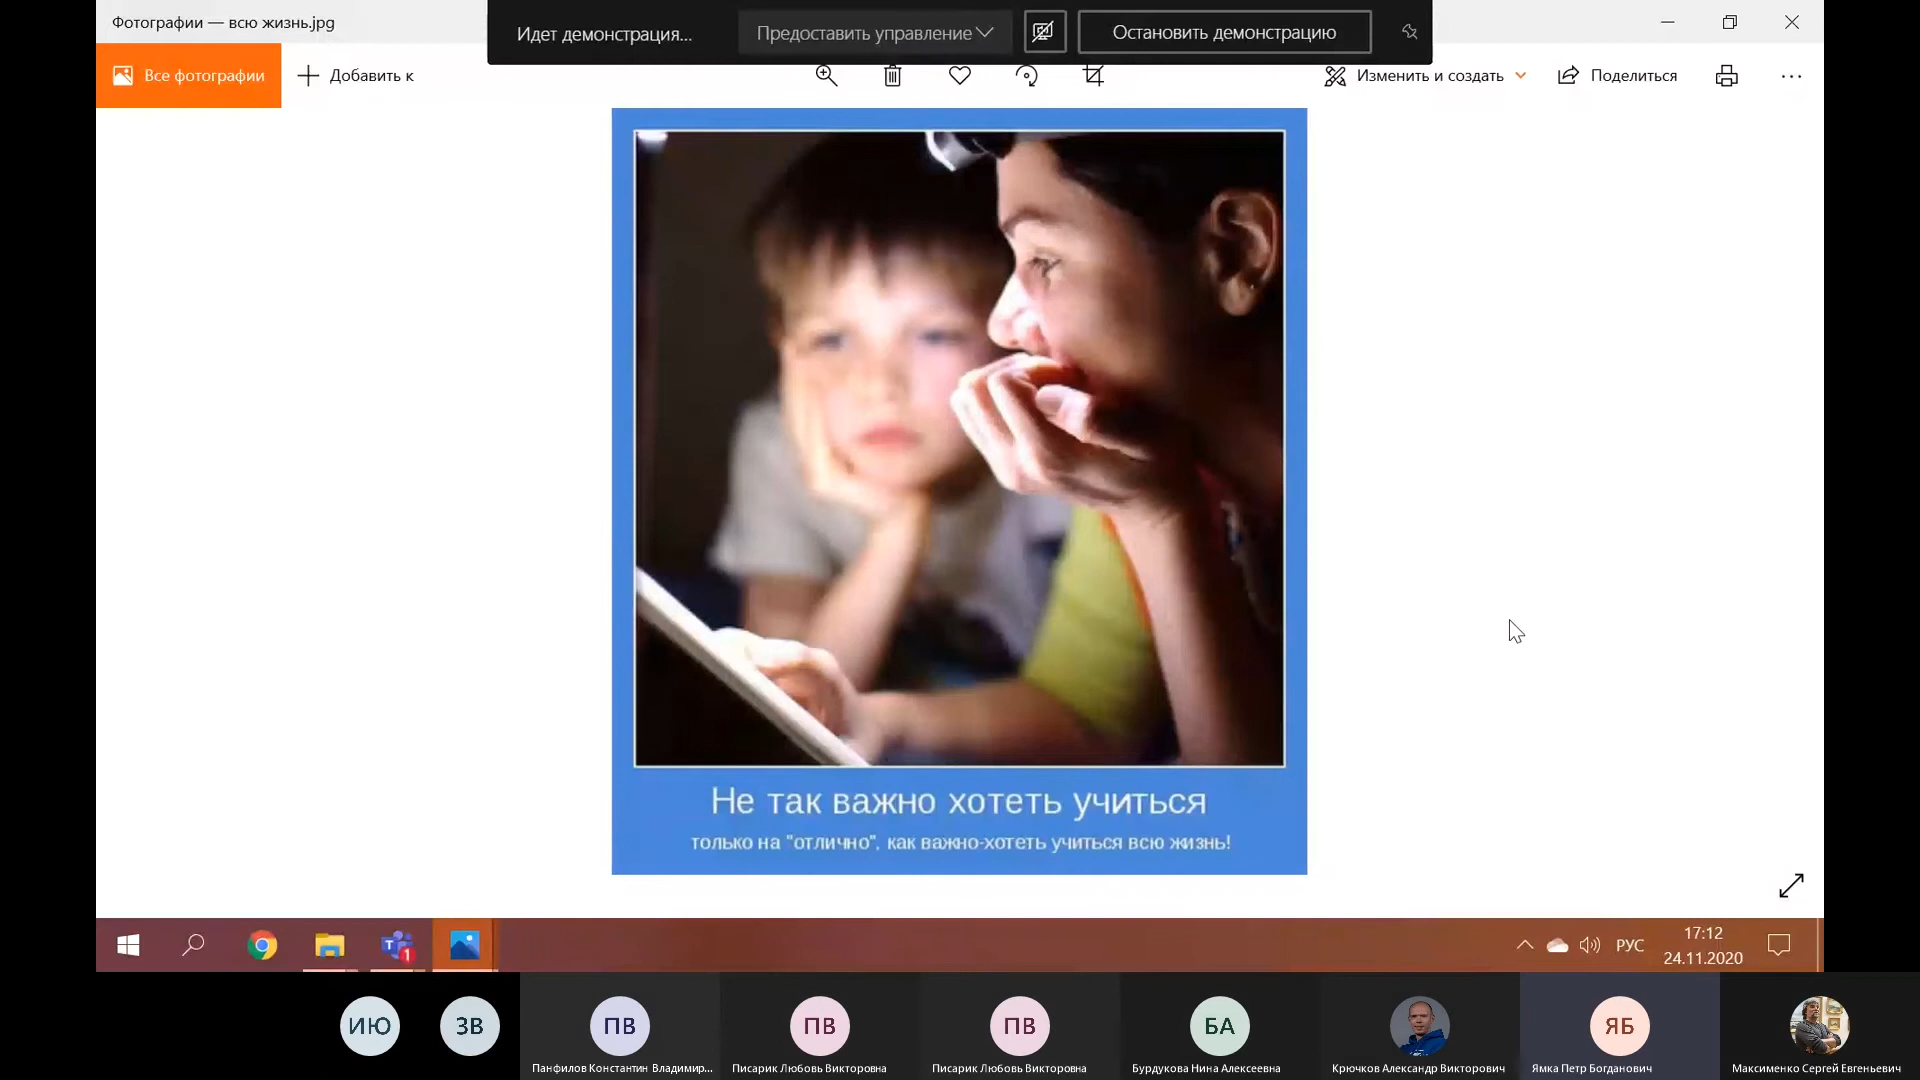 Фотографии — всю жизнь.jpg
Идет демонстрация...
Предоставить управление
Остановить демонстрацию
Все фотографии
Добавить к
Изменить и создать
Поделиться
Не так важно хотеть учиться
только на "отлично", как важно-хотеть учиться всю жизнь!
1
РУС
17:12
24.11.2020
ИЮ
ЗВ
ПВ
ПВ
ПВ
БА
ЯБ
Панфилов Константин Владимир...
Писарик Любовь Викторовна
Писарик Любовь Викторовна
Бурдукова Нина Алексеевна
Крючков Александр Викторович
Ямка Петр Богданович
Максименко Сергей Евгеньевич